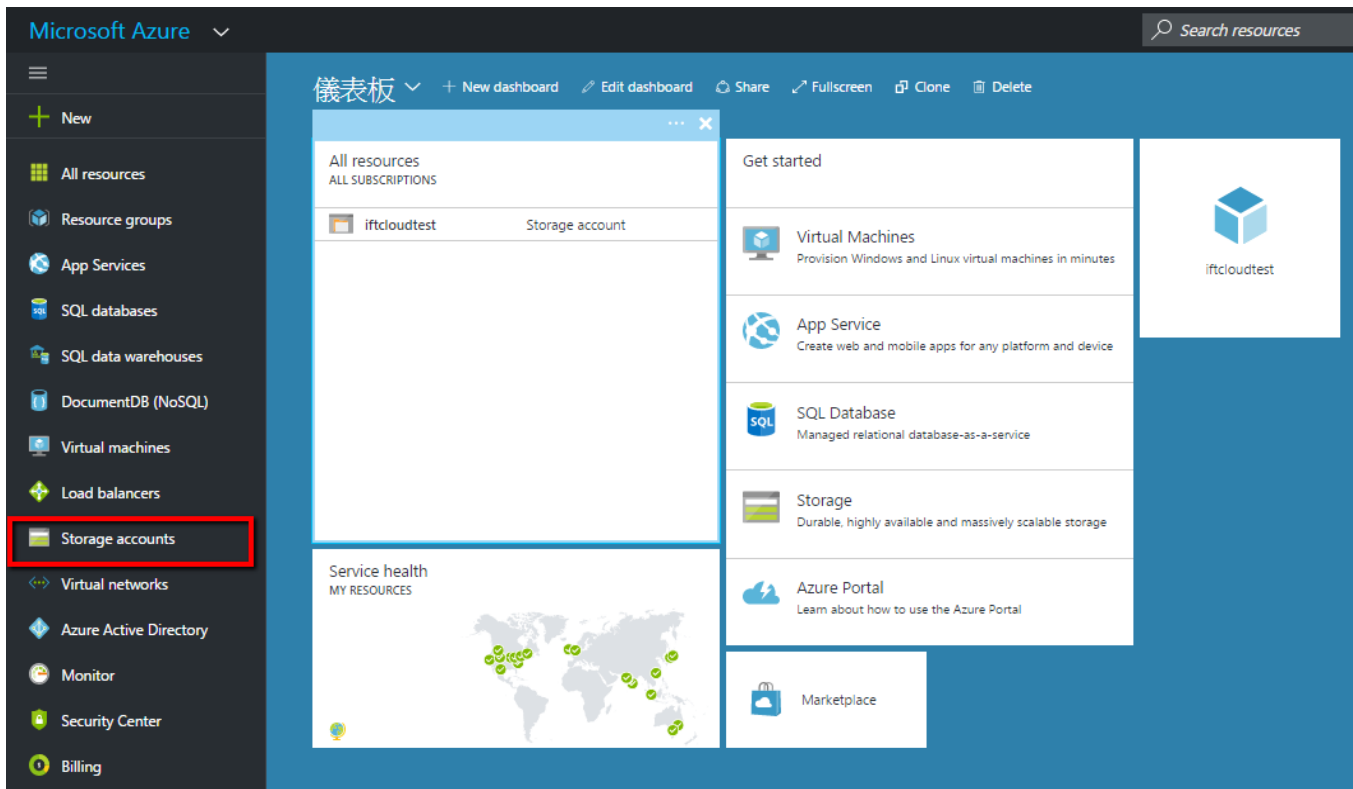 Microsoft Azure
Search resources
儀表板
New dashboard
Edit dashboard
Share
Fullscreen
Clone
Delete
New
All resources
Resource groups
App Services
SQL databases
SQL data warehouses
DocumentDB (NoSQL)
Virtual machines
Load balancers
Storage accounts
Virtual networks
Azure Active Directory
Monitor
Security Center
Billing
All resources
ALL SUBSCRIPTIONS
iftcloudtest Storage account
Service health
MY RESOURCES
Get started
Virtual Machines
Provision Windows and Linux virtual machines in minutes
App Service
Create web and mobile apps for any platform and device
SQL
SQL Database
Managed relational database-as-a-service
Storage
Durable, highly available and massively scalable storage
Azure Portal
Learn about how to use the Azure Portal
Marketplace
iftcloudtest